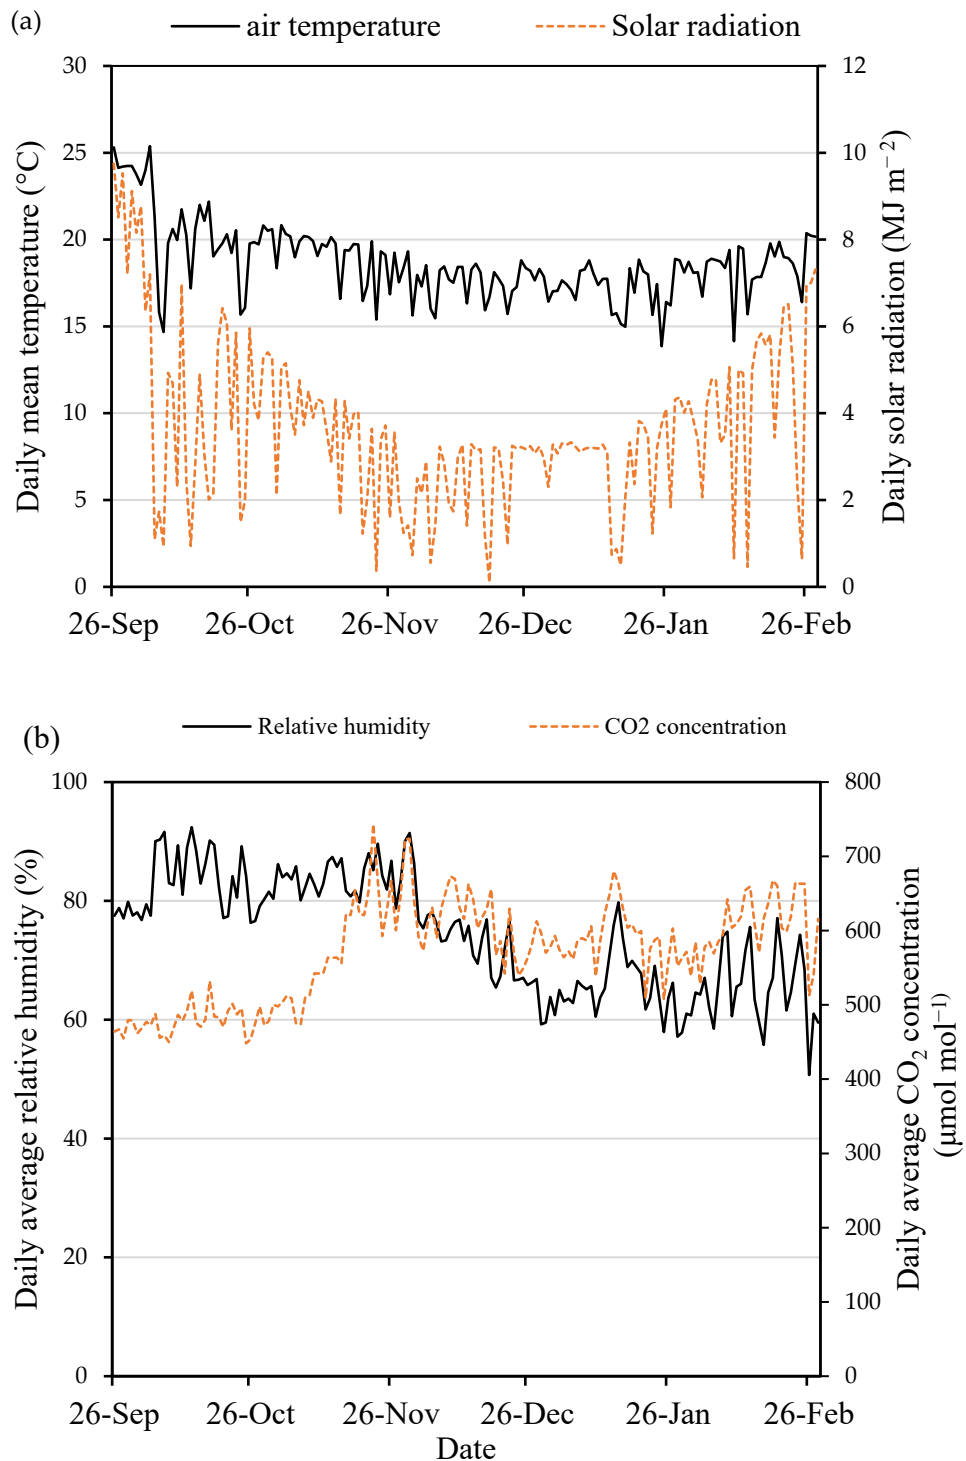 (a)
air temperature
Solar radiation
30
25
20
15
10
5
0
Daily mean temperature (°C)
12
10
8
6
4
2
0
Daily solar radiation (MJ m⁻²)
26-Sep 26-Oct 26-Nov 26-Dec 26-Jan 26-Feb
(b)
Relative humidity
CO2 concentration
100
80
60
40
20
0
Daily average relative humidity (%)
800
700
600
500
400
300
200
100
0
Daily average CO₂ concentration
(μmol mol⁻¹)
26-Sep 26-Oct 26-Nov 26-Dec 26-Jan 26-Feb
Date